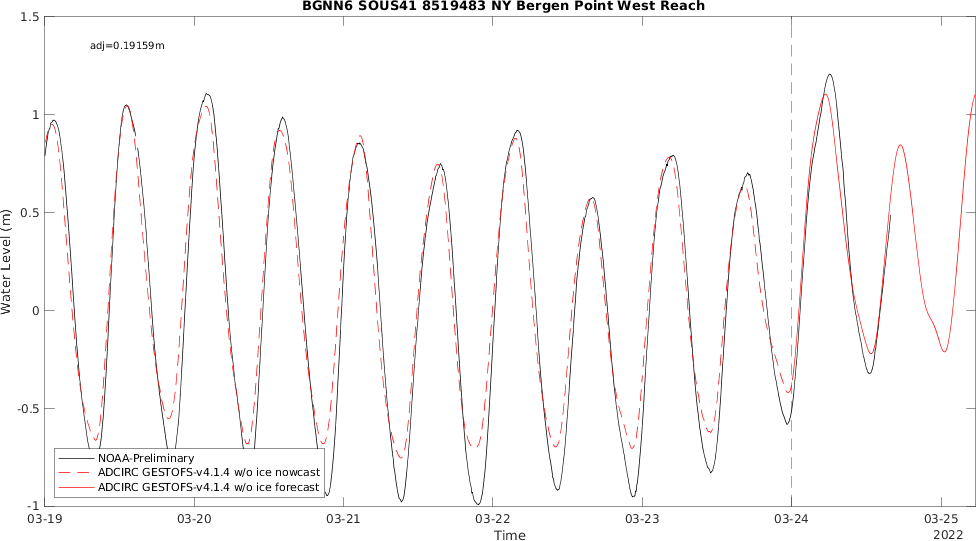 BGNN6 SOUS41 8519483 NY Bergen Point West Reach
1.5
adj=0.19159m
1
0.5
Water Level (m)
0
-0.5
NOAA-Preliminary
ADCIRC GESTOFS-v4.1.4 w/o ice nowcast
ADCIRC GESTOFS-v4.1.4 w/o ice forecast
-1
03-19 03-20 03-21 03-22 03-23 03-24 03-25
Time 2022